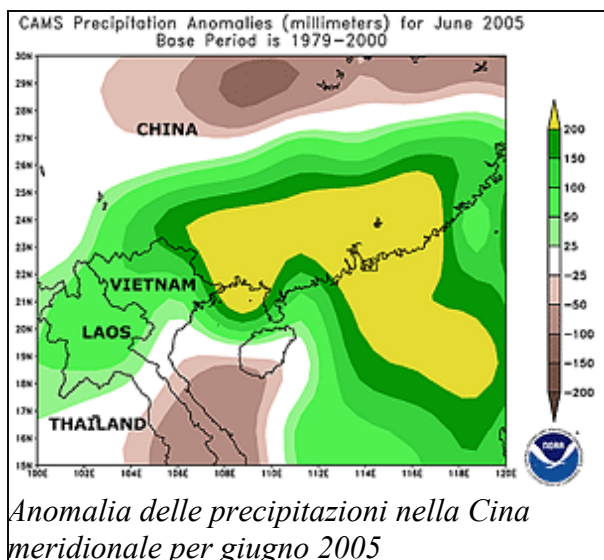 CAMS Precipitation Anomalies (millimeters) for June 2005
Base Period is 1979–2000
30N
29N
28N
27N
26N
25N
24N
23N
22N
21N
20N
19N
18N
17N
16N
15N
CHINA
VIETNAM
LAOS
THAILAND
100E 102E 104E 106E 108E 110E 112E 114E 116E 118E 120E
200
150
100
50
25
−25
−50
−100
−150
−200
NOAA
Anomalia delle precipitazioni nella Cina
meridionale per giugno 2005